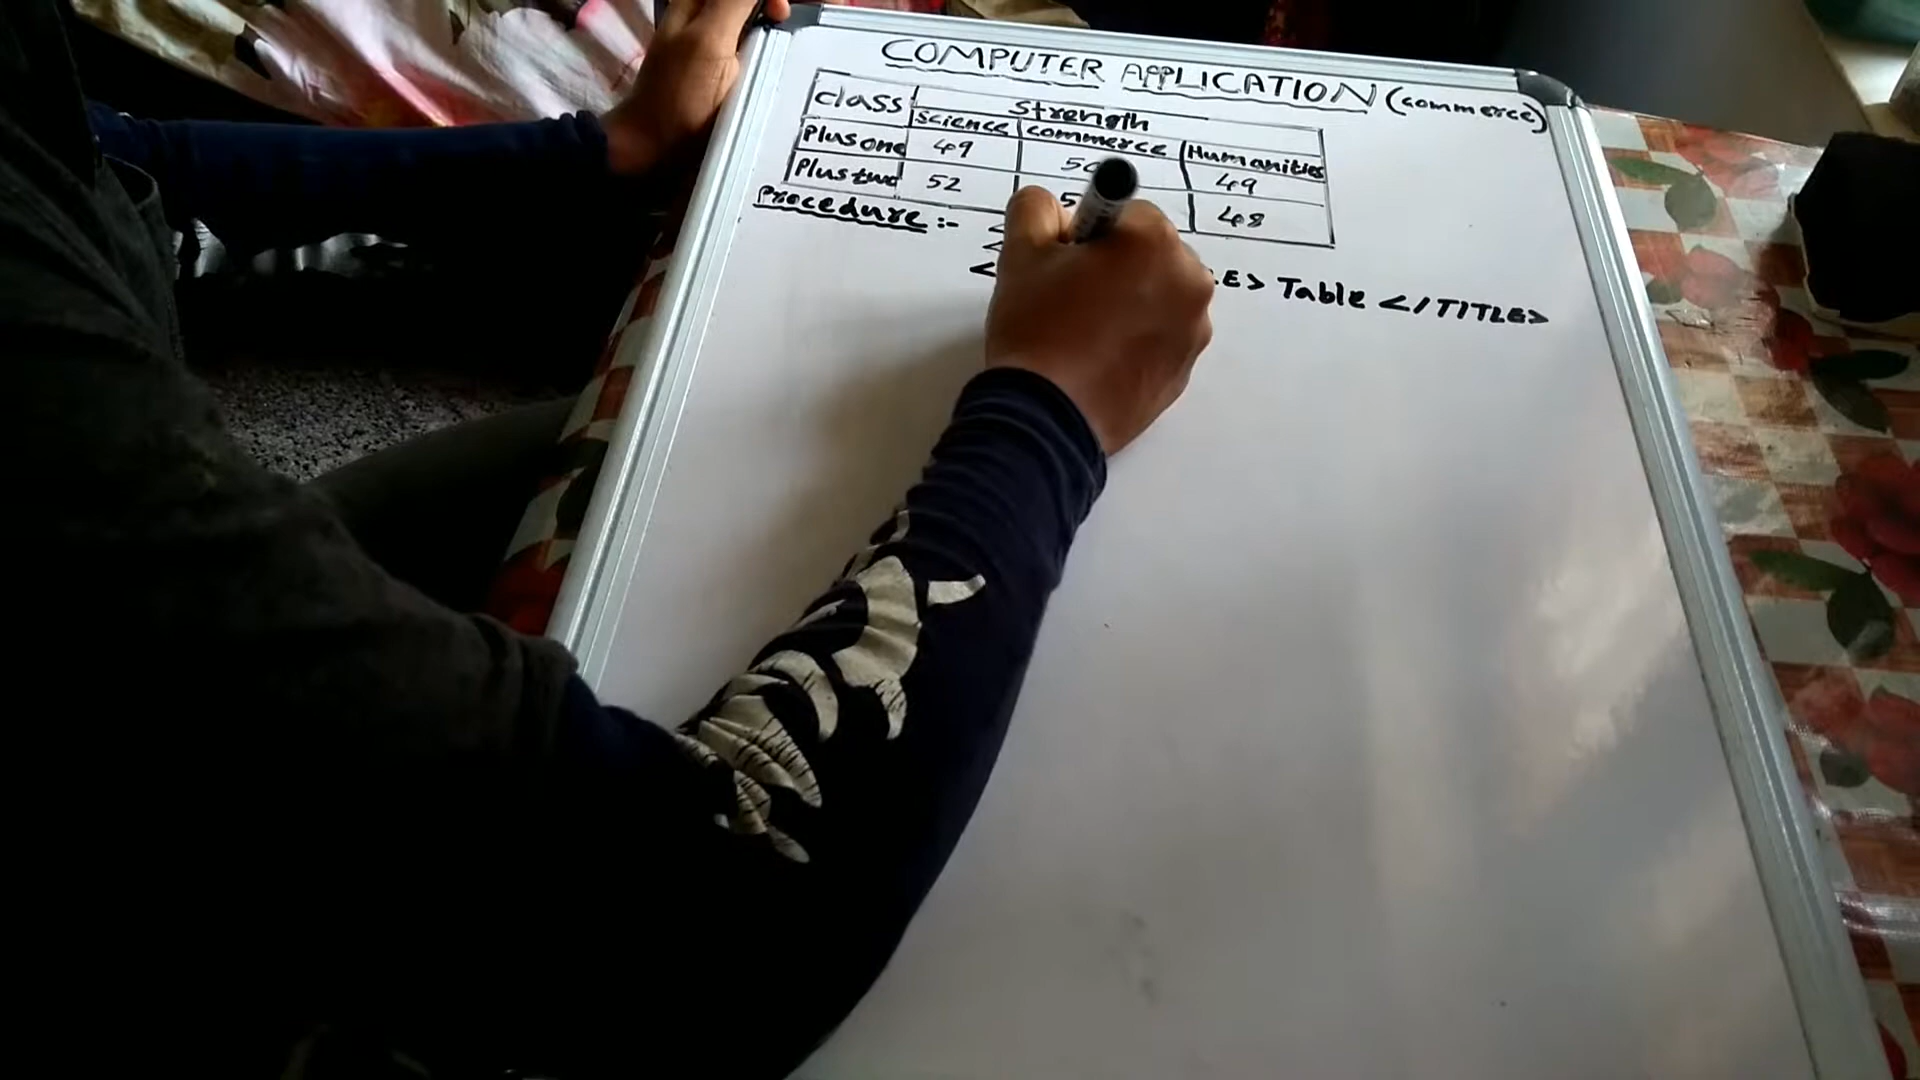 COMPUTER APPLICATION (commerce)
class Strength
Science commerce Humanities
Plus one 49 49
Plus two 52 48
Procedure :-
Table </TITLE>